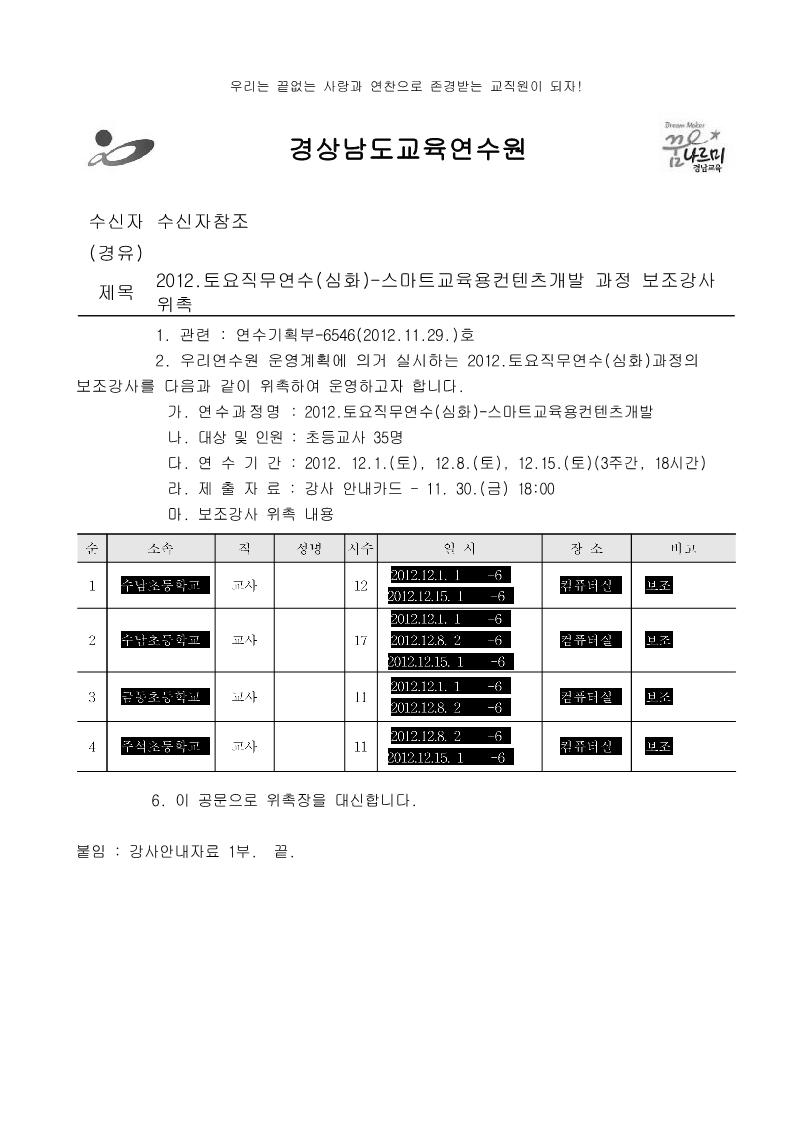 우리는 끝없는 사랑과 연찬으로 존경받는 교직원이 되자!
경상남도교육연수원
Dream Maker
꿈나르미
경남교육
수신자 수신자참조
(경유)
제목 2012.토요직무연수(심화)-스마트교육용컨텐츠개발 과정 보조강사
위촉
1. 관련 : 연수기획부-6546(2012.11.29.)호
2. 우리연수원 운영계획에 의거 실시하는 2012.토요직무연수(심화)과정의
보조강사를 다음과 같이 위촉하여 운영하고자 합니다.
가. 연수과정명 : 2012.토요직무연수(심화)-스마트교육용컨텐츠개발
나. 대상 및 인원 : 초등교사 35명
다. 연 수 기 간 : 2012. 12.1.(토), 12.8.(토), 12.15.(토)(3주간, 18시간)
라. 제 출 자 료 : 강사 안내카드 - 11. 30.(금) 18:00
마. 보조강사 위촉 내용
순 소속 직 성명 시수 일 시 장 소 비고
1 수남초등학교 교사 12 2012.12.1. 1 -6 컴퓨터실 보조
2012.12.15. 1 -6
2 수남초등학교 교사 17 2012.12.1. 1 -6 컴퓨터실 보조
2012.12.8. 2 -6
2012.12.15. 1 -6
3 초등학교 교사 11 2012.12.1. 1 -6 컴퓨터실 보조
2012.12.8. 2 -6
4 초등학교 교사 11 2012.12.8. 2 -6 컴퓨터실 보조
2012.12.15. 1 -6
6. 이 공문으로 위촉장을 대신합니다.
붙임 : 강사안내자료 1부. 끝.